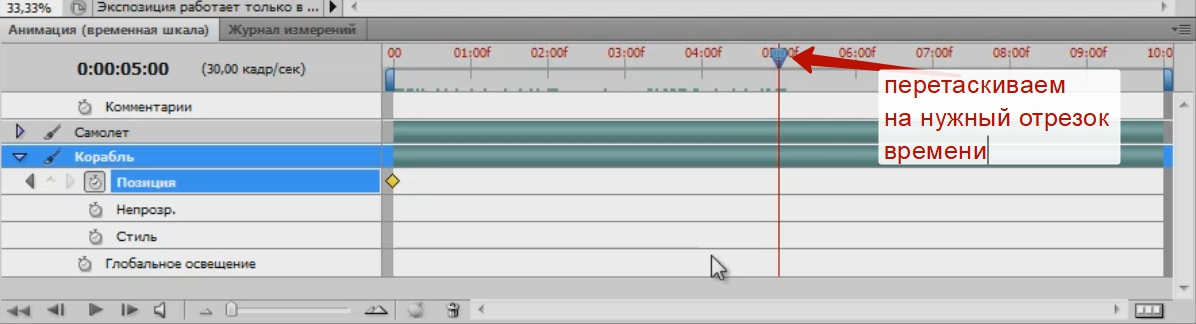 33,33% Экспозиция работает только в ...
Анимация (временная шкала) Журнал измерений
00 01:00f 02:00f 03:00f 04:00f 05:00f 06:00f 07:00f 08:00f 09:00f 10:0
0:00:05:00 (30,00 кадр/сек)
перетаскиваем
на нужный отрезок
времени
Комментарии
Самолет
Корабль
Позиция
Непрозр.
Стиль
Глобальное освещение